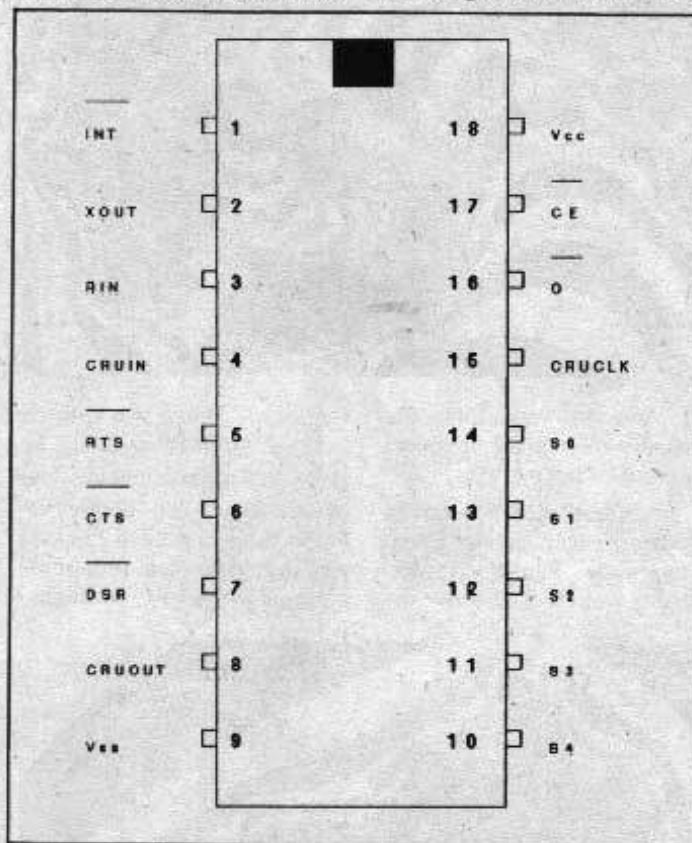 INT 1 18 Vcc
XOUT 2 17 CE
RIN 3 16 O
CRUIN 4 15 CRUCLK
RTS 5 14 S0
CTS 6 13 S1
DSR 7 12 S2
CRUOUT 8 11 S3
Vss 9 10 S4